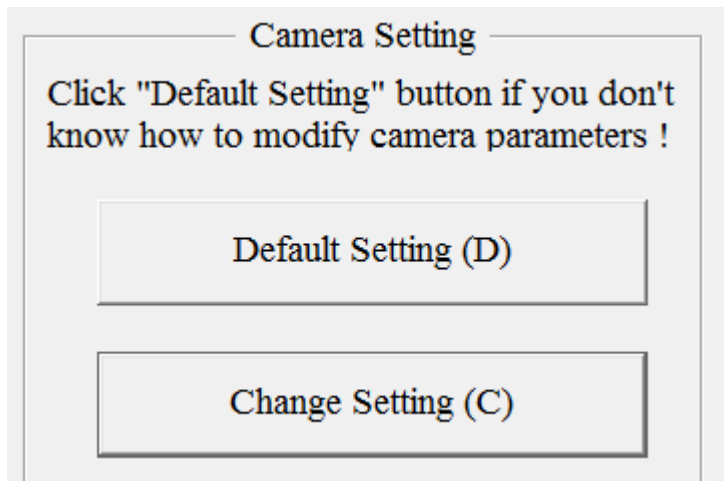 Camera Setting
Click "Default Setting" button if you don't
know how to modify camera parameters !
Default Setting (D)
Change Setting (C)